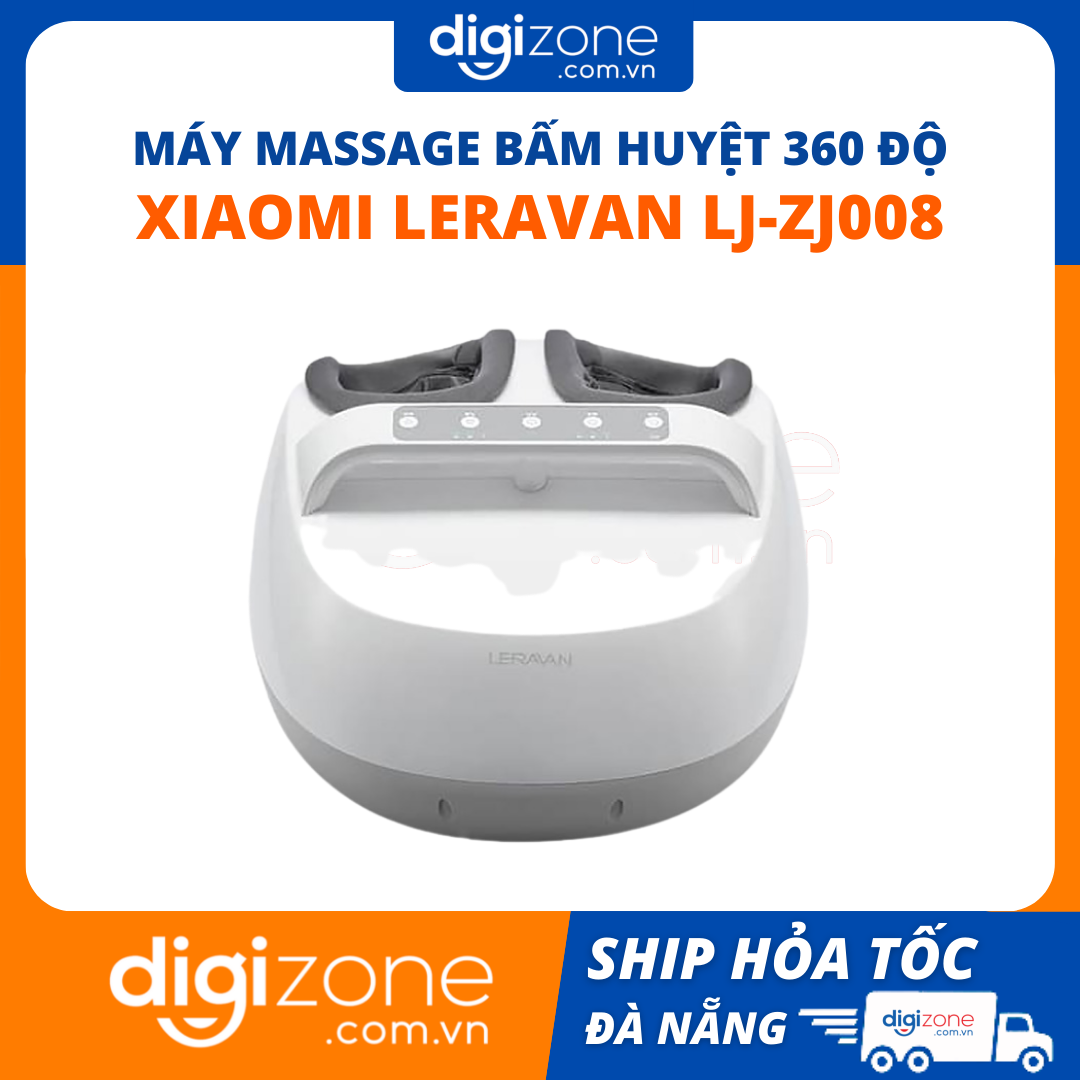 digizone
.com.vn
MÁY MASSAGE BẤM HUYỆT 360 ĐỘ
XIAOMI LERAVAN LJ-ZJ008
LERAVAN
digizone
.com.vn
SHIP HỎA TỐC
ĐÀ NẴNG
digizone
.com.vn